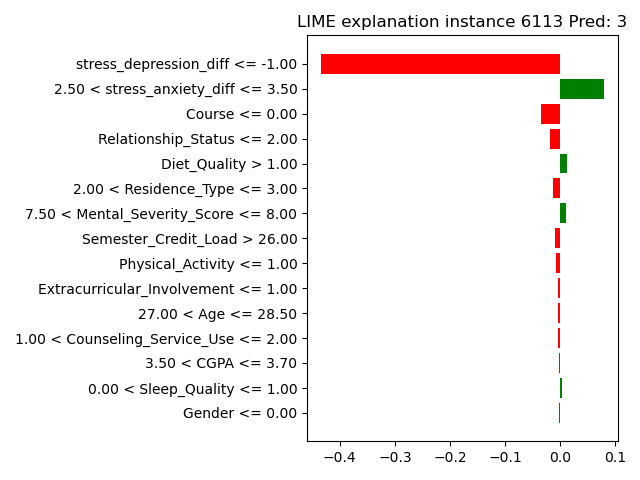 LIME explanation instance 6113 Pred: 3
stress_depression_diff <= -1.00
2.50 < stress_anxiety_diff <= 3.50
Course <= 0.00
Relationship_Status <= 2.00
Diet_Quality > 1.00
2.00 < Residence_Type <= 3.00
7.50 < Mental_Severity_Score <= 8.00
Semester_Credit_Load > 26.00
Physical_Activity <= 1.00
Extracurricular_Involvement <= 1.00
27.00 < Age <= 28.50
1.00 < Counseling_Service_Use <= 2.00
3.50 < CGPA <= 3.70
0.00 < Sleep_Quality <= 1.00
Gender <= 0.00
−0.4 −0.3 −0.2 −0.1 0.0 0.1